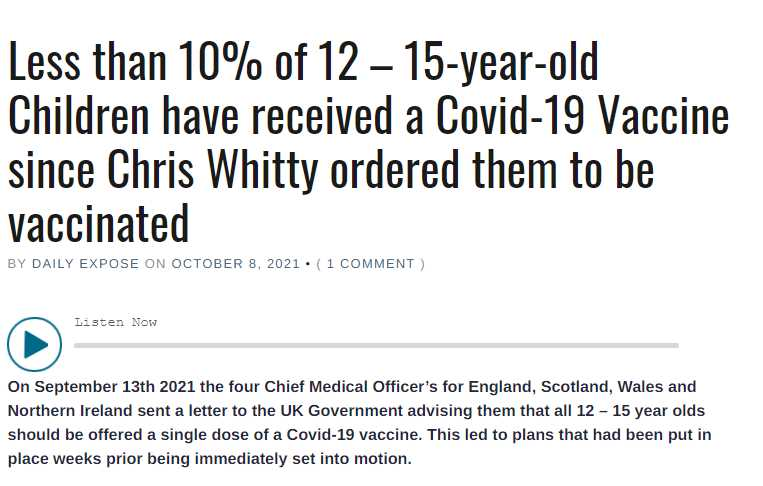 Less than 10% of 12 – 15-year-old
Children have received a Covid-19 Vaccine
since Chris Whitty ordered them to be
vaccinated
BY DAILY EXPOSE ON OCTOBER 8, 2021 • ( 1 COMMENT )
Listen Now
On September 13th 2021 the four Chief Medical Officer’s for England, Scotland, Wales and
Northern Ireland sent a letter to the UK Government advising them that all 12 – 15 year olds
should be offered a single dose of a Covid-19 vaccine. This led to plans that had been put in
place weeks prior being immediately set into motion.